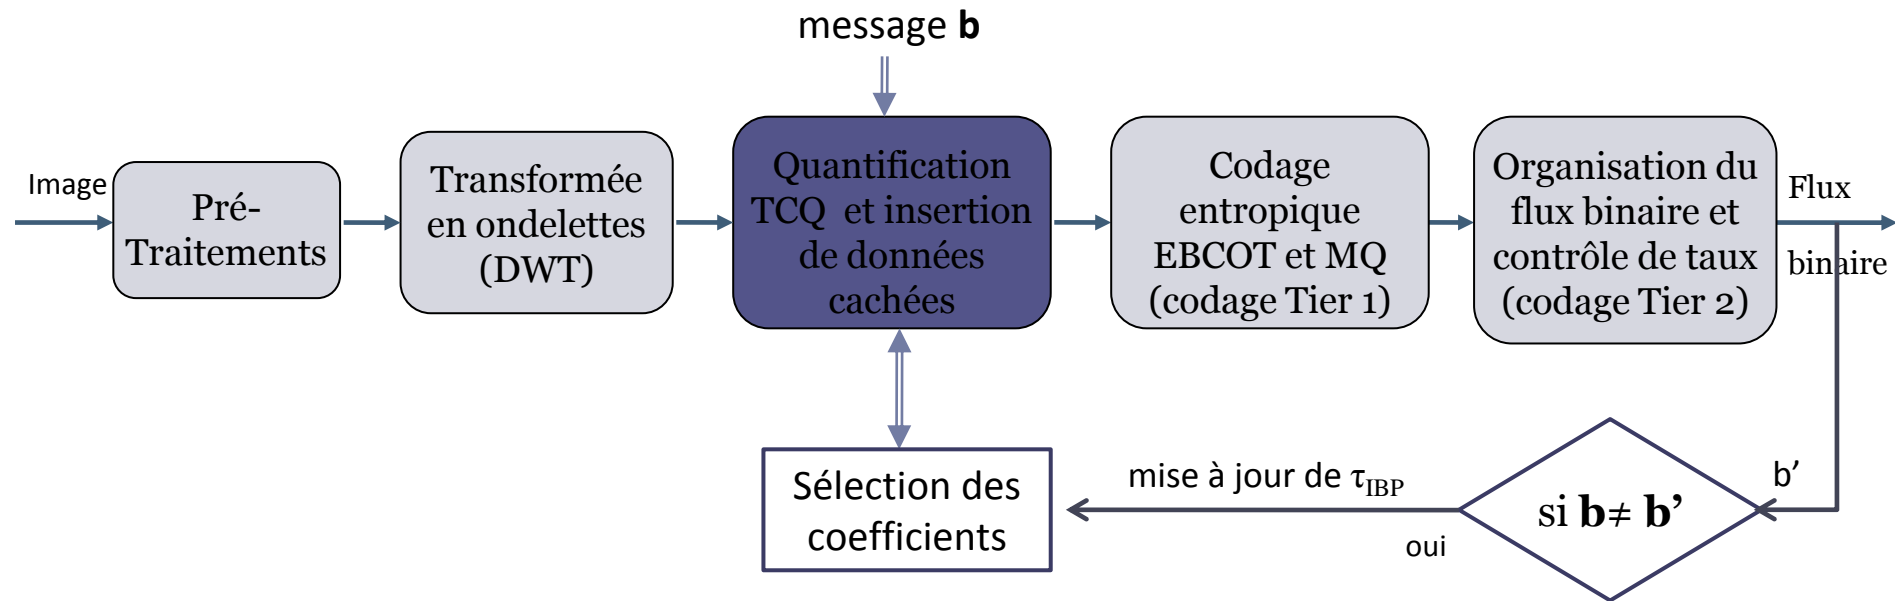 message b
Image
Pré-
Traitements
Transformée
en ondelettes
(DWT)
Quantification
TCQ et insertion
de données
cachées
Codage
entropique
EBCOT et MQ
(codage Tier 1)
Organisation du
flux binaire et
contrôle de taux
(codage Tier 2)
Flux
binaire
Sélection des
coefficients
mise à jour de τIBP
oui
si b≠ b’
b’